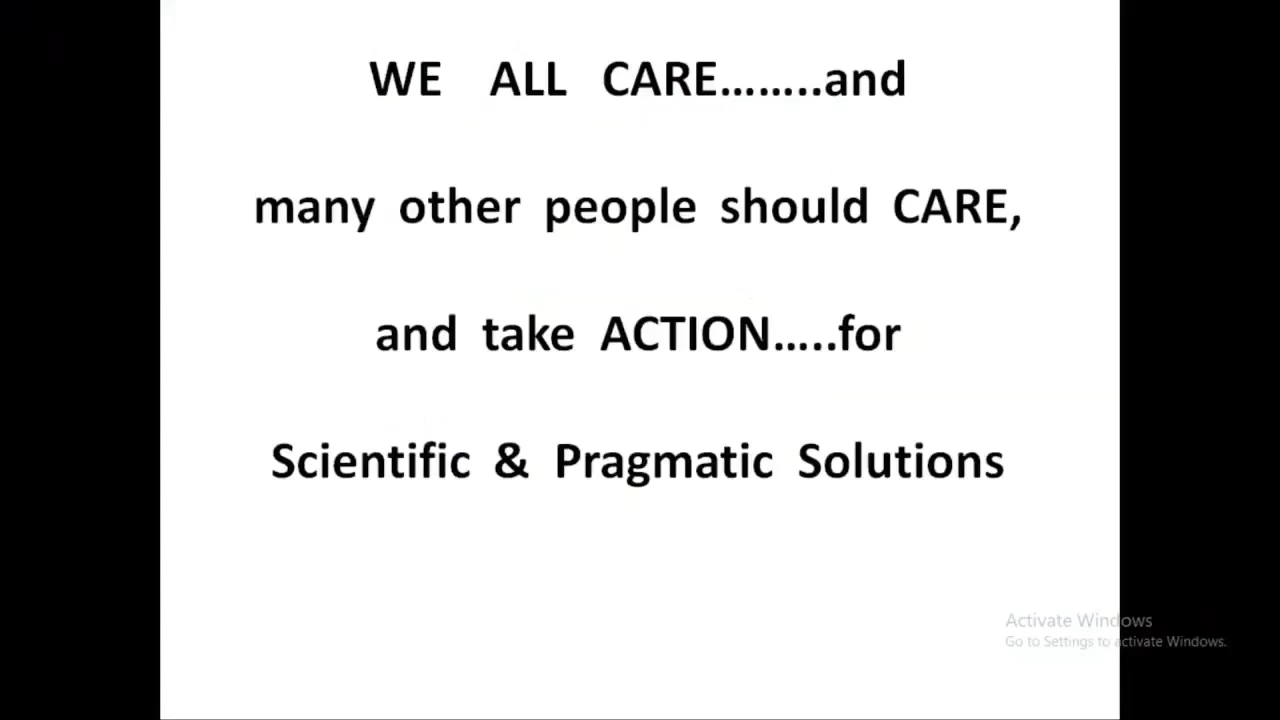 WE ALL CARE……..and
many other people should CARE,
and take ACTION…..for
Scientific & Pragmatic Solutions
Activate Windows
Go to Settings to activate Windows.